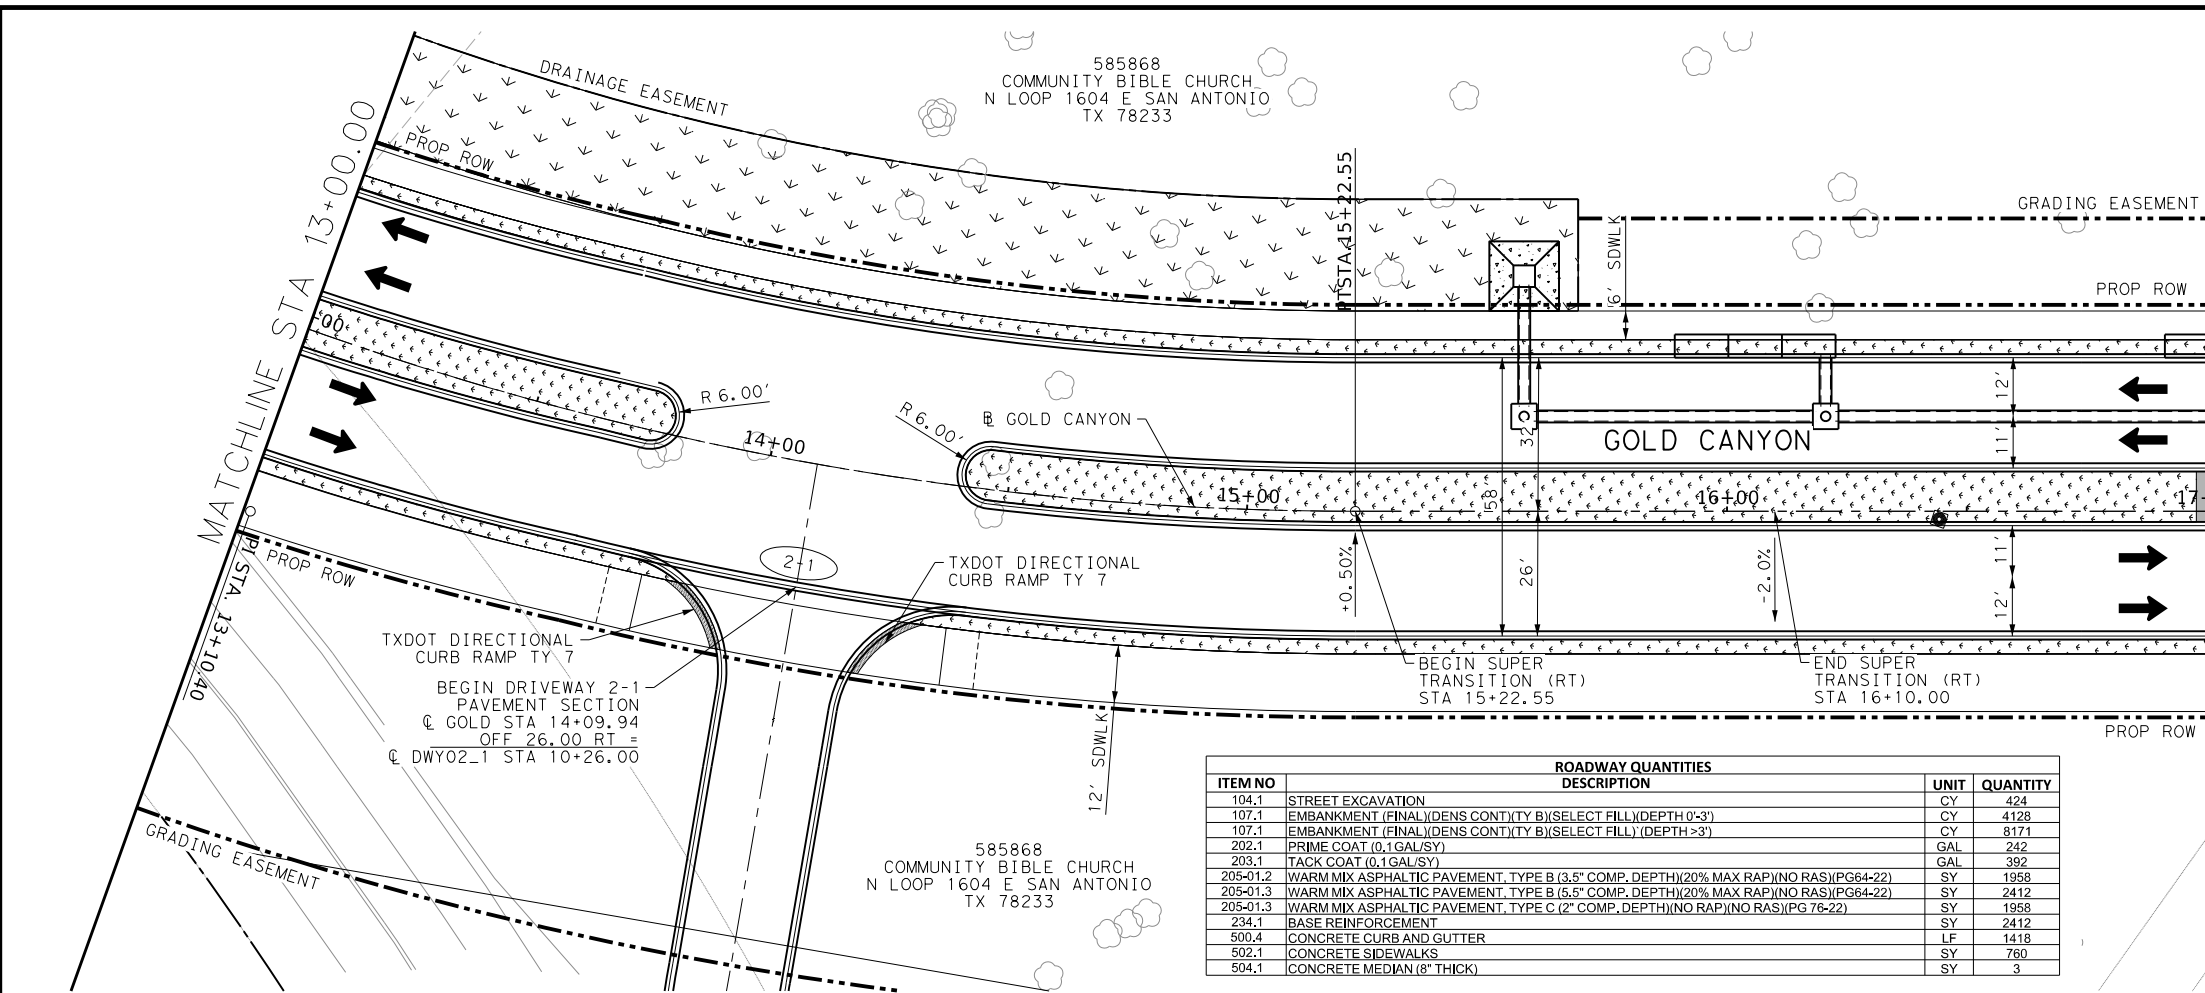 585868
COMMUNITY BIBLE CHURCH
N LOOP 1604 E SAN ANTONIO
TX 78233
DRAINAGE EASEMENT
PROP ROW
MATCHLINE STA 13+00.00
PT STA. 15+22.55
6' SDWLK
GRADING EASEMENT
PROP ROW
R 6.00'
14+00
R 6.00'
℄ GOLD CANYON
GOLD CANYON
32'
12'
11'
15+00
58'
16+00
17+
-00
PI STA. 13+10.40
PROP ROW
2-1
TXDOT DIRECTIONAL
CURB RAMP TY 7
+0.50%
26'
-2.0%
11'
12'
TXDOT DIRECTIONAL
CURB RAMP TY 7
BEGIN DRIVEWAY 2-1
PAVEMENT SECTION
℄ GOLD STA 14+09.94
OFF 26.00 RT =
℄ DWY02_1 STA 10+26.00
BEGIN SUPER
TRANSITION (RT)
STA 15+22.55
END SUPER
TRANSITION (RT)
STA 16+10.00
PROP ROW
12' SDWLK
GRADING EASEMENT
585868
COMMUNITY BIBLE CHURCH
N LOOP 1604 E SAN ANTONIO
TX 78233
ROADWAY QUANTITIES
ITEM NO DESCRIPTION UNIT QUANTITY
104.1 STREET EXCAVATION CY 424
107.1 EMBANKMENT (FINAL)(DENS CONT)(TY B)(SELECT FILL)(DEPTH 0'-3') CY 4128
107.1 EMBANKMENT (FINAL)(DENS CONT)(TY B)(SELECT FILL)'(DEPTH >3') CY 8171
202.1 PRIME COAT (0.1GAL/SY) GAL 242
203.1 TACK COAT (0.1GAL/SY) GAL 392
205-01.2 WARM MIX ASPHALTIC PAVEMENT, TYPE B (3.5" COMP. DEPTH)(20% MAX RAP)(NO RAS)(PG64-22) SY 1958
205-01.3 WARM MIX ASPHALTIC PAVEMENT, TYPE B (5.5" COMP. DEPTH)(20% MAX RAP)(NO RAS)(PG64-22) SY 2412
205-01.3 WARM MIX ASPHALTIC PAVEMENT, TYPE C (2" COMP. DEPTH)(NO RAP)(NO RAS)(PG 76-22) SY 1958
234.1 BASE REINFORCEMENT SY 2412
500.4 CONCRETE CURB AND GUTTER LF 1418
502.1 CONCRETE SIDEWALKS SY 760
504.1 CONCRETE MEDIAN (8" THICK) SY 3